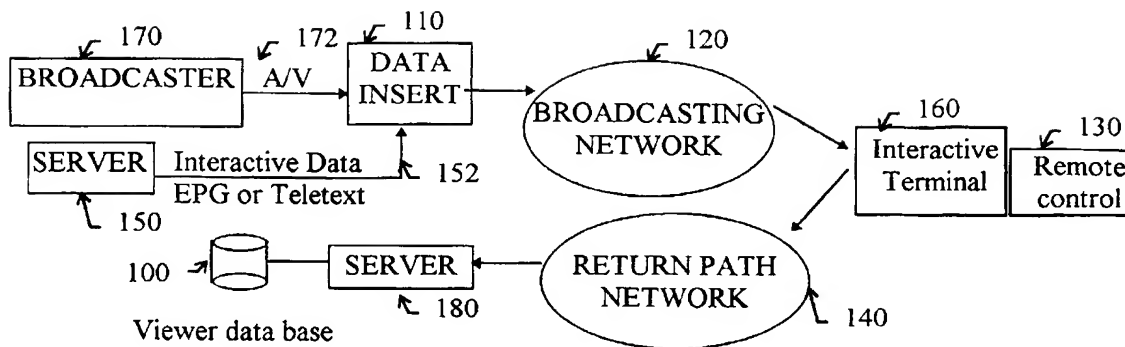 170
172
110
120
BROADCASTER
A/V
DATA
INSERT
BROADCASTING
NETWORK
160
130
Interactive
Terminal
Remote
control
SERVER
Interactive Data
EPG or Teletext
152
150
100
SERVER
180
RETURN PATH
NETWORK
140
Viewer data base